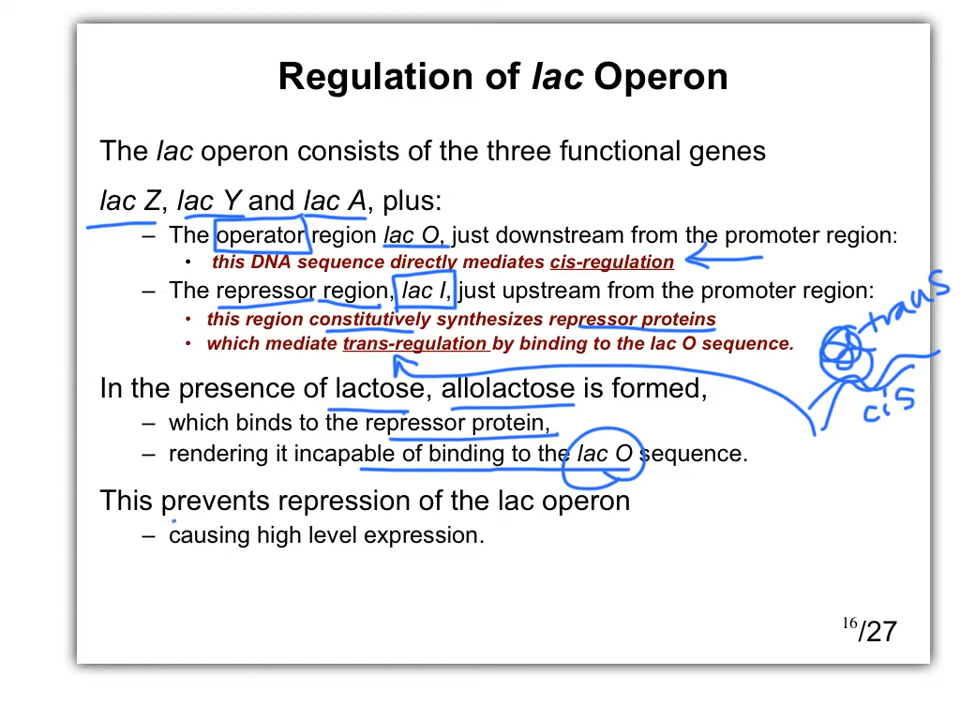 Regulation of lac Operon
The lac operon consists of the three functional genes
lac Z, lac Y and lac A, plus:
– The operator region lac O, just downstream from the promoter region:
• this DNA sequence directly mediates cis-regulation
– The repressor region, lac I, just upstream from the promoter region:
• this region constitutively synthesizes repressor proteins
• which mediate trans-regulation by binding to the lac O sequence.
trans
cis
In the presence of lactose, allolactose is formed,
– which binds to the repressor protein,
– rendering it incapable of binding to the lac O sequence.
This prevents repression of the lac operon
– causing high level expression.
16/27